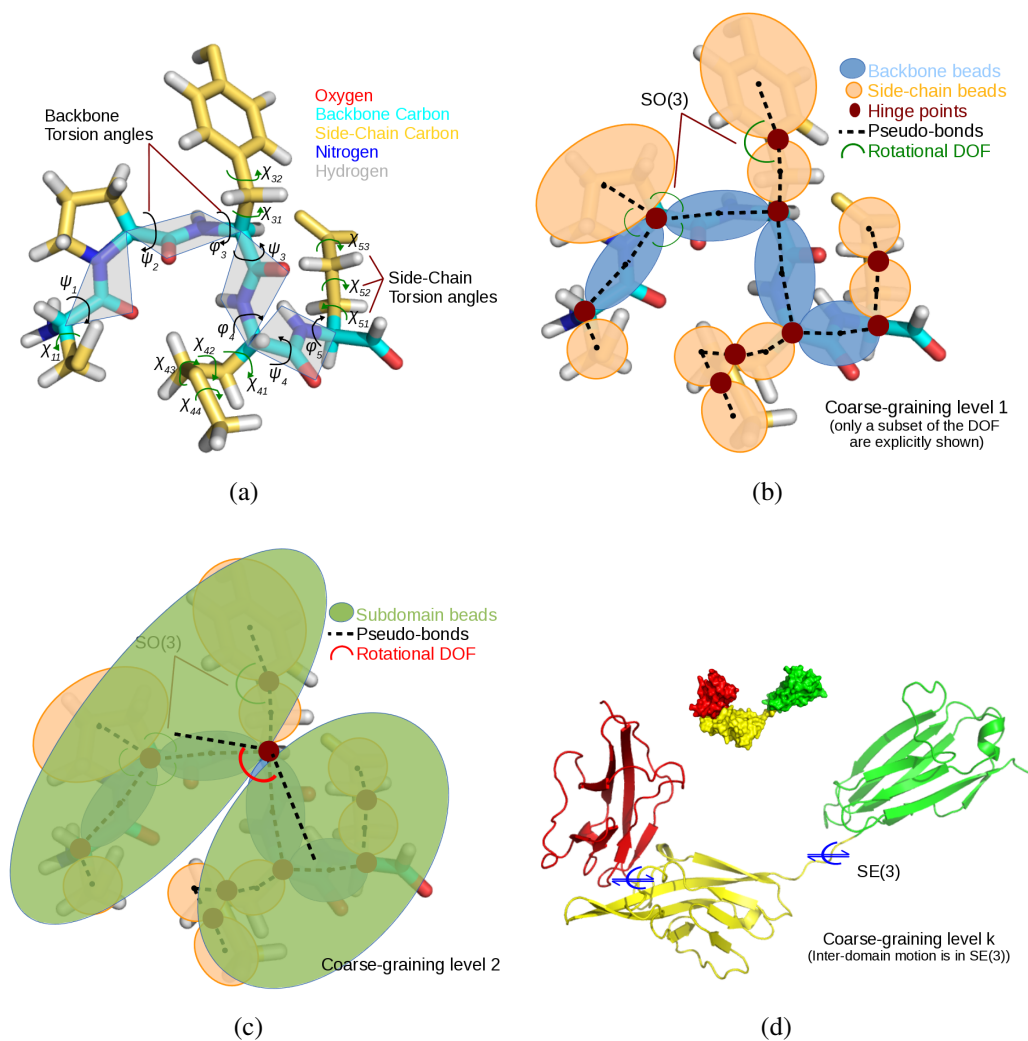 Backbone
Torsion angles
Oxygen
Backbone Carbon
Side-Chain Carbon
Nitrogen
Hydrogen
χ32
χ31
ψ2
φ3
ψ3
χ53
χ52
χ51
Side-Chain
Torsion angles
ψ1
χ11
φ4
φ5
ψ4
χ42
χ43
χ41
χ44
(a)
SO(3)
Backbone beads
Side-chain beads
Hinge points
Pseudo-bonds
Rotational DOF
Coarse-graining level 1
(only a subset of the DOF
are explicitly shown)
(b)
SO(3)
Subdomain beads
Pseudo-bonds
Rotational DOF
Coarse-graining level 2
(c)
SE(3)
Coarse-graining level k
(Inter-domain motion is in SE(3))
(d)